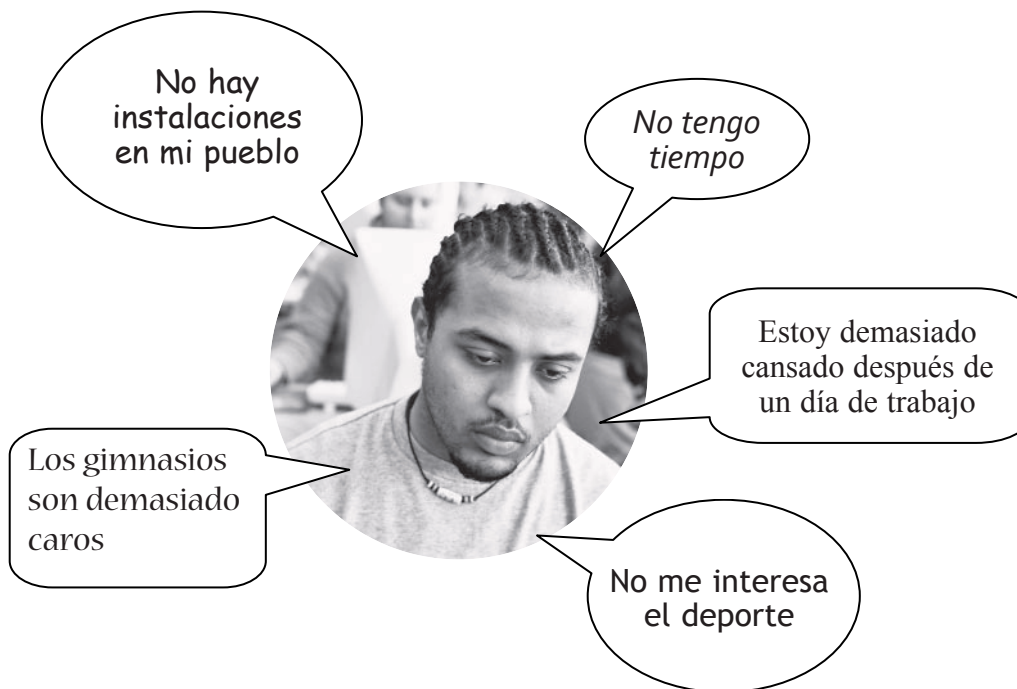 No hay
instalaciones
en mi pueblo
No tengo
tiempo
Estoy demasiado
cansado después de
un día de trabajo
Los gimnasios
son demasiado
caros
No me interesa
el deporte